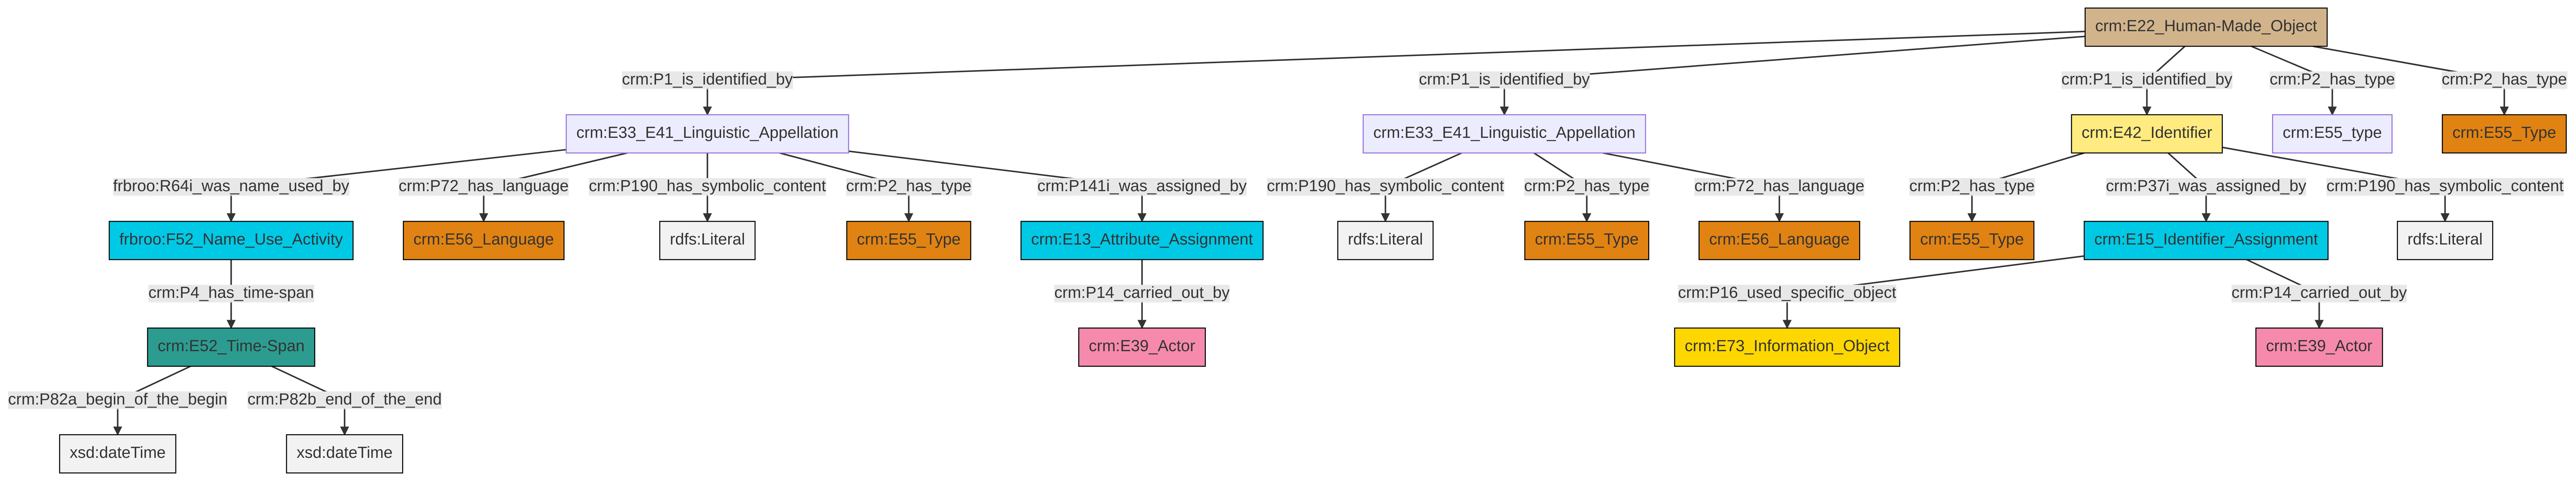 crm:E22_Human-Made_Object
crm:P1_is_identified_by
crm:P1_is_identified_by
crm:P1_is_identified_by
crm:P2_has_type
crm:P2_has_type
crm:E33_E41_Linguistic_Appellation
crm:E33_E41_Linguistic_Appellation
crm:E42_Identifier
crm:E55_type
crm:E55_Type
frbroo:R64i_was_name_used_by
crm:P72_has_language
crm:P190_has_symbolic_content
crm:P2_has_type
crm:P141i_was_assigned_by
crm:P190_has_symbolic_content
crm:P2_has_type
crm:P72_has_language
crm:P2_has_type
crm:P37i_was_assigned_by
crm:P190_has_symbolic_content
frbroo:F52_Name_Use_Activity
crm:E56_Language
rdfs:Literal
crm:E55_Type
crm:E13_Attribute_Assignment
rdfs:Literal
crm:E55_Type
crm:E56_Language
crm:E55_Type
crm:E15_Identifier_Assignment
rdfs:Literal
crm:P4_has_time-span
crm:P14_carried_out_by
crm:P16_used_specific_object
crm:P14_carried_out_by
crm:E52_Time-Span
crm:E39_Actor
crm:E73_Information_Object
crm:E39_Actor
crm:P82a_begin_of_the_begin
crm:P82b_end_of_the_end
xsd:dateTime
xsd:dateTime